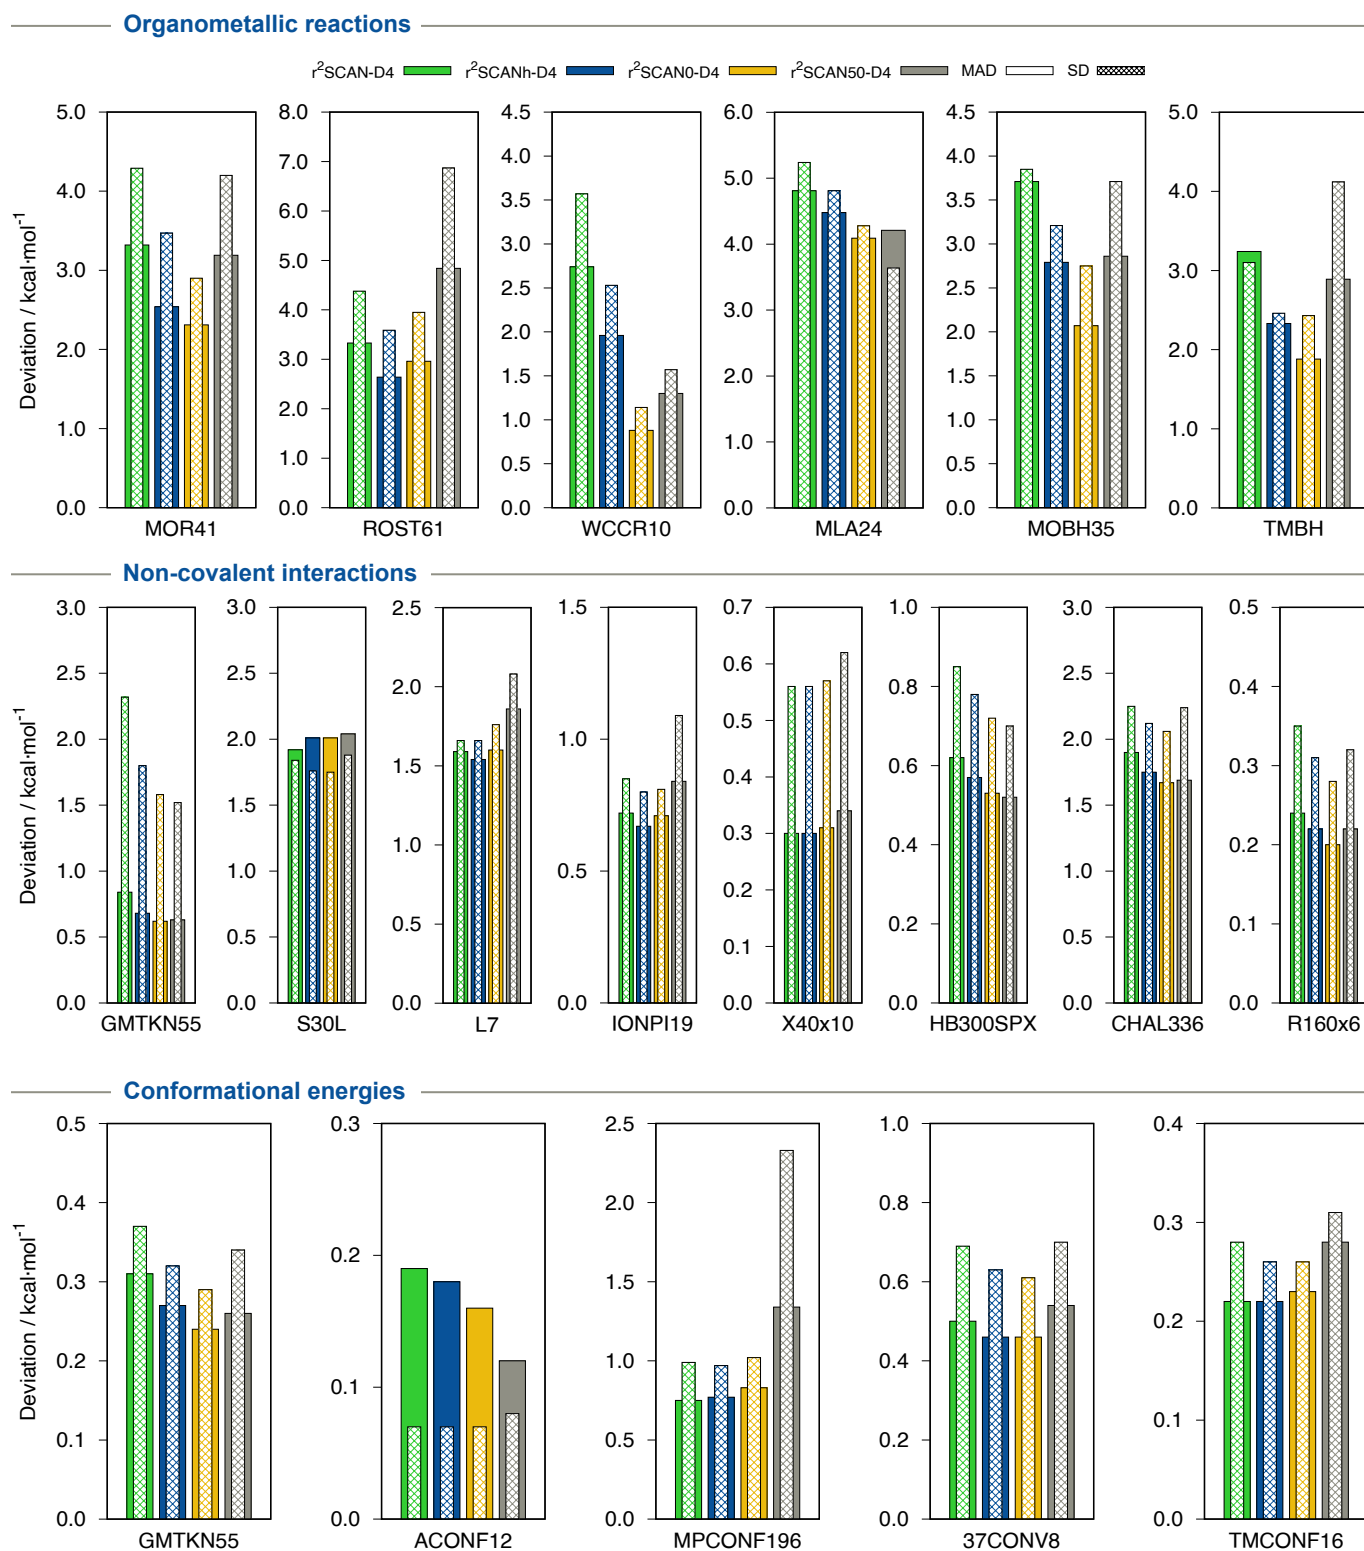 Organometallic reactions
r²SCAN-D4 r²SCANh-D4 r²SCAN0-D4 r²SCAN50-D4 MAD SD
Deviation / kcal·mol⁻¹
5.0 8.0 4.5 6.0 4.5 5.0
4.0 7.0 4.0 5.0 4.0 4.0
3.0 6.0 3.5 4.0 3.5 3.0
2.0 5.0 3.0 3.0 3.0 2.0
1.0 4.0 2.5 2.0 2.5 1.0
0.0 3.0 2.0 1.0 2.0 0.0
2.0 1.5 0.0 1.5
1.0 1.0 1.0
0.0 0.5 0.5
0.0 0.0
MOR41 ROST61 WCCR10 MLA24 MOBH35 TMBH
Non-covalent interactions
Deviation / kcal·mol⁻¹
3.0 3.0 2.5 1.5 0.7 1.0 3.0 0.5
2.5 2.5 2.0 1.0 0.6 0.8 2.5 0.4
2.0 2.0 1.5 0.5 0.5 0.6 2.0 0.3
1.5 1.5 1.0 0.0 0.4 0.4 1.5 0.2
1.0 1.0 0.5 0.3 0.2 1.0 0.1
0.5 0.5 0.0 0.2 0.0 0.5 0.0
0.0 0.0 0.1 0.0
0.0
GMTKN55 S30L L7 IONPI19 X40x10 HB300SPX CHAL336 R160x6
Conformational energies
Deviation / kcal·mol⁻¹
0.5 0.3 2.5 1.0 0.4
0.4 0.2 2.0 0.8 0.3
0.3 0.1 1.5 0.6 0.2
0.2 0.0 1.0 0.4 0.1
0.1 0.5 0.2 0.0
0.0 0.0 0.0
GMTKN55 ACONF12 MPCONF196 37CONV8 TMCONF16